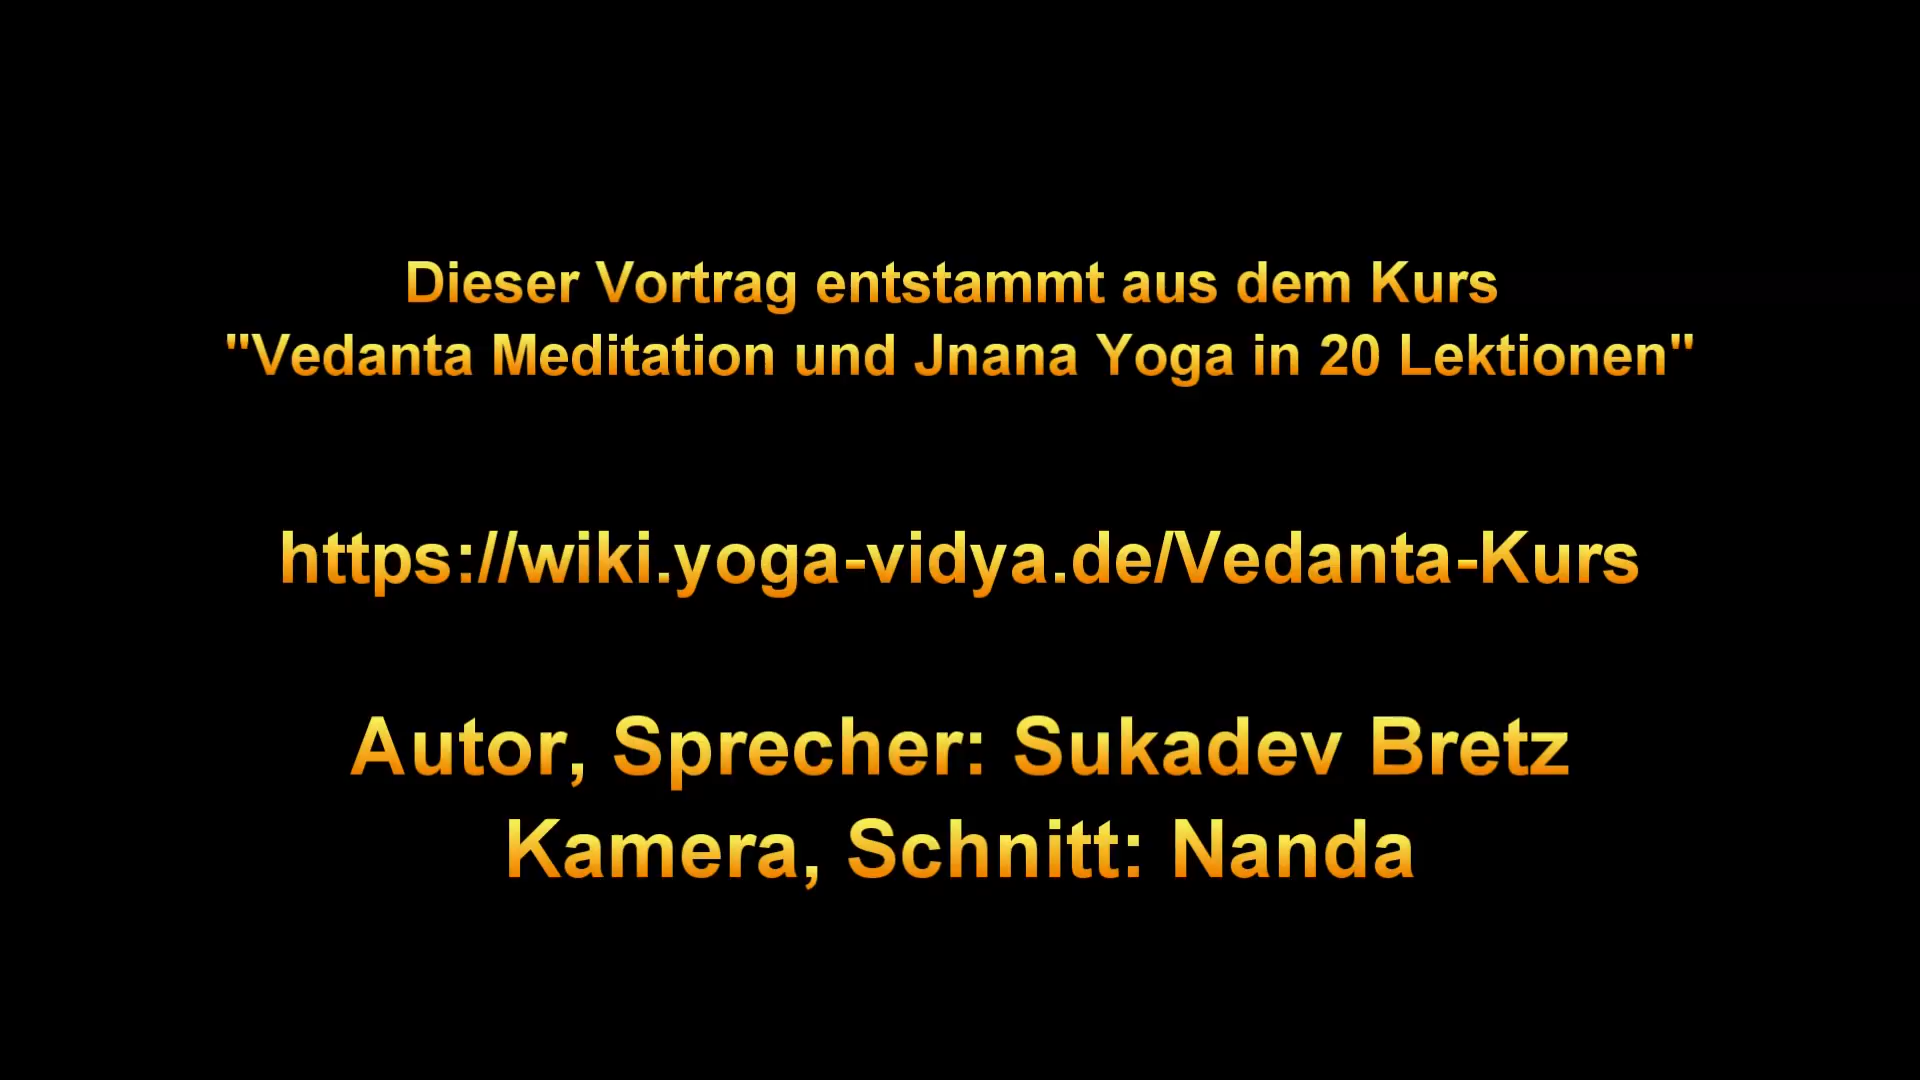 Dieser Vortrag entstammt aus dem Kurs
"Vedanta Meditation und Jnana Yoga in 20 Lektionen"
https://wiki.yoga-vidya.de/Vedanta-Kurs
Autor, Sprecher: Sukadev Bretz
Kamera, Schnitt: Nanda